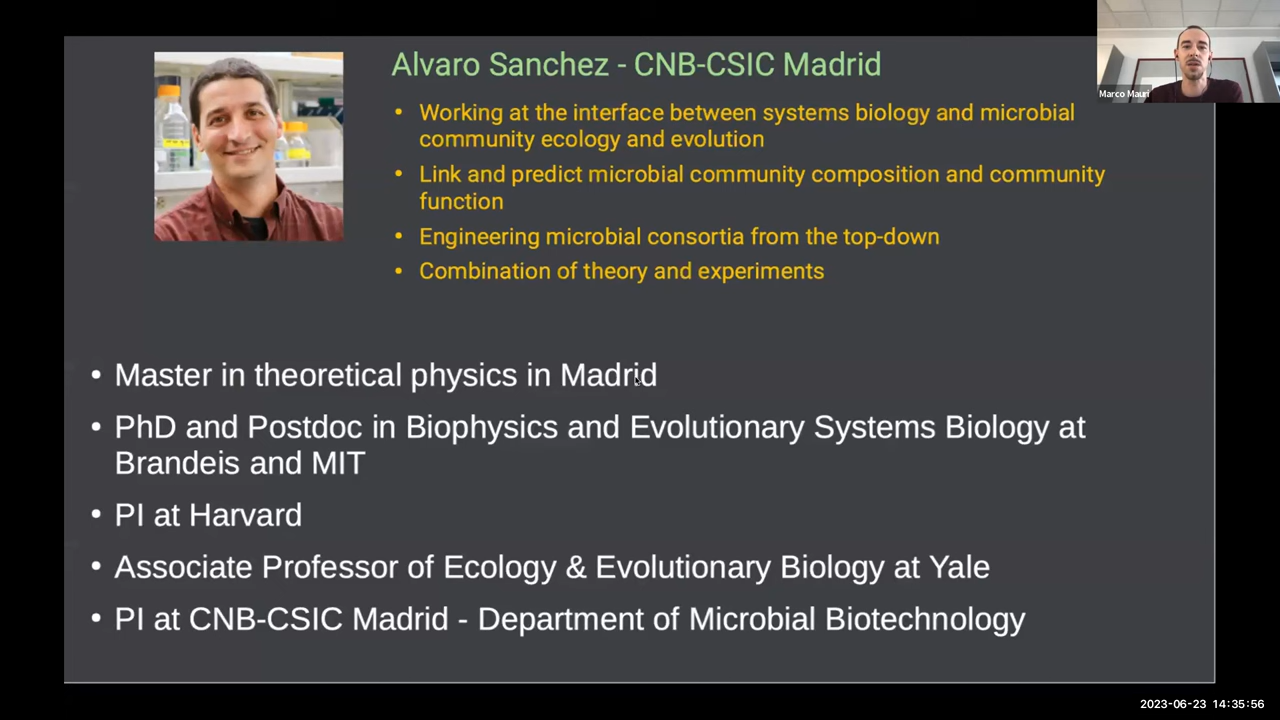 Alvaro Sanchez - CNB-CSIC Madrid
• Working at the interface between systems biology and microbial
community ecology and evolution
• Link and predict microbial community composition and community
function
• Engineering microbial consortia from the top-down
• Combination of theory and experiments
Marco Mauri
• Master in theoretical physics in Madrid
• PhD and Postdoc in Biophysics and Evolutionary Systems Biology at
Brandeis and MIT
• PI at Harvard
• Associate Professor of Ecology & Evolutionary Biology at Yale
• PI at CNB-CSIC Madrid - Department of Microbial Biotechnology
2023-06-23 14:35:56